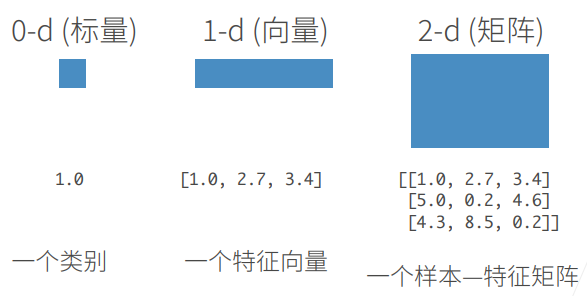 0-d (标量)
1-d (向量)
2-d (矩阵)
1.0
[1.0, 2.7, 3.4]
[[1.0, 2.7, 3.4]
[5.0, 0.2, 4.6]
[4.3, 8.5, 0.2]]
一个类别
一个特征向量
一个样本—特征矩阵